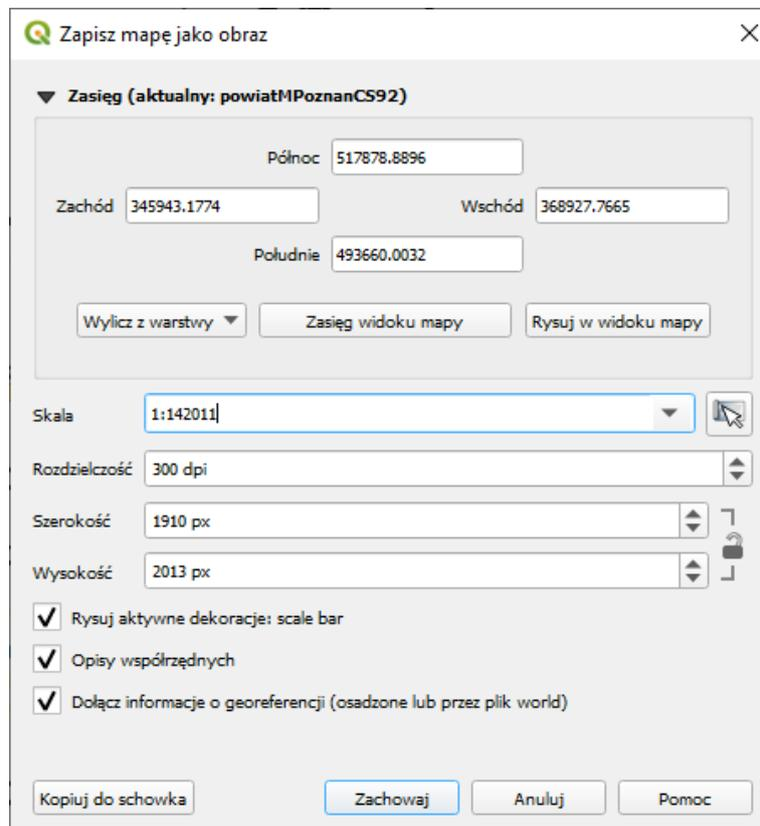 Zapisz mapę jako obraz
Zasięg (aktualny: powiatMPoznanCS92)
Północ 517878.8896
Zachód 345943.1774 Wschód 368927.7665
Południe 493660.0032
Wylicz z warstwy Zasięg widoku mapy Rysuj w widoku mapy
Skala 1:142011
Rozdzielczość 300 dpi
Szerokość 1910 px
Wysokość 2013 px
Rysuj aktywne dekoracje: scale bar
Opisy współrzędnych
Dołącz informacje o georeferencji (osadzone lub przez plik world)
Kopiuj do schowka Zachowaj Anuluj Pomoc